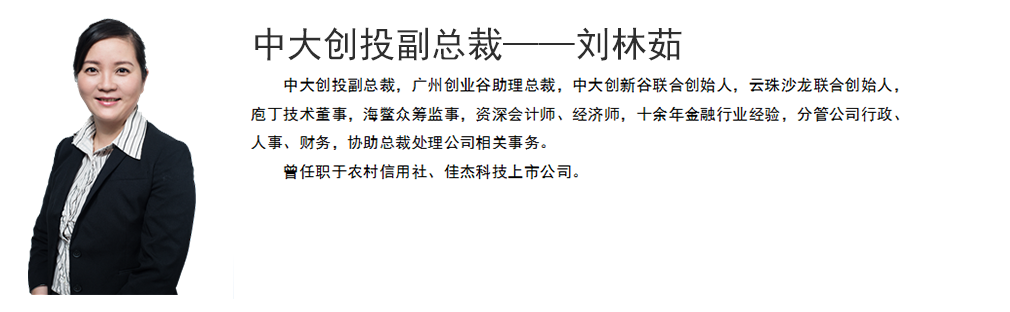 中大创投副总裁——刘林茹
中大创投副总裁，广州创业谷助理总裁，中大创新谷联合创始人，云珠沙龙联合创始人，
庖丁技术董事，海鳌众筹监事，资深会计师、经济师，十余年金融行业经验，分管公司行政、
人事、财务，协助总裁处理公司相关事务。
曾任职于农村信用社、佳杰科技上市公司。